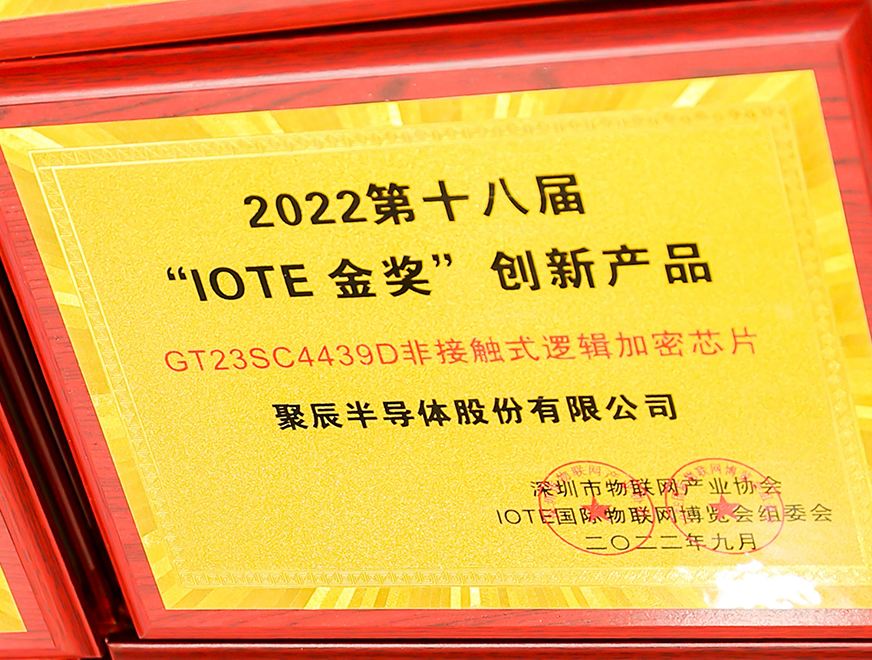 2022第十八届
“IOTE 金奖”创新产品
GT23SC4439D非接触式逻辑加密芯片
聚辰半导体股份有限公司
深圳市物联网产业协会
IOTE国际物联网博览会组委会
二〇二二年九月